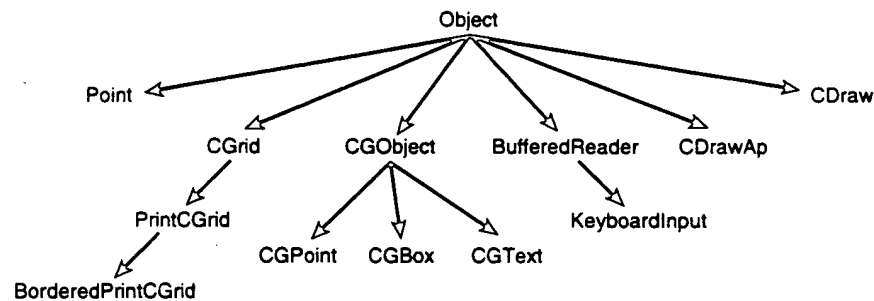 Object
Point
CDraw
CGrid
CGObject
BufferedReader
CDrawAp
PrintCGrid
KeyboardInput
CGPoint
CGBox
CGText
BorderedPrintCGrid